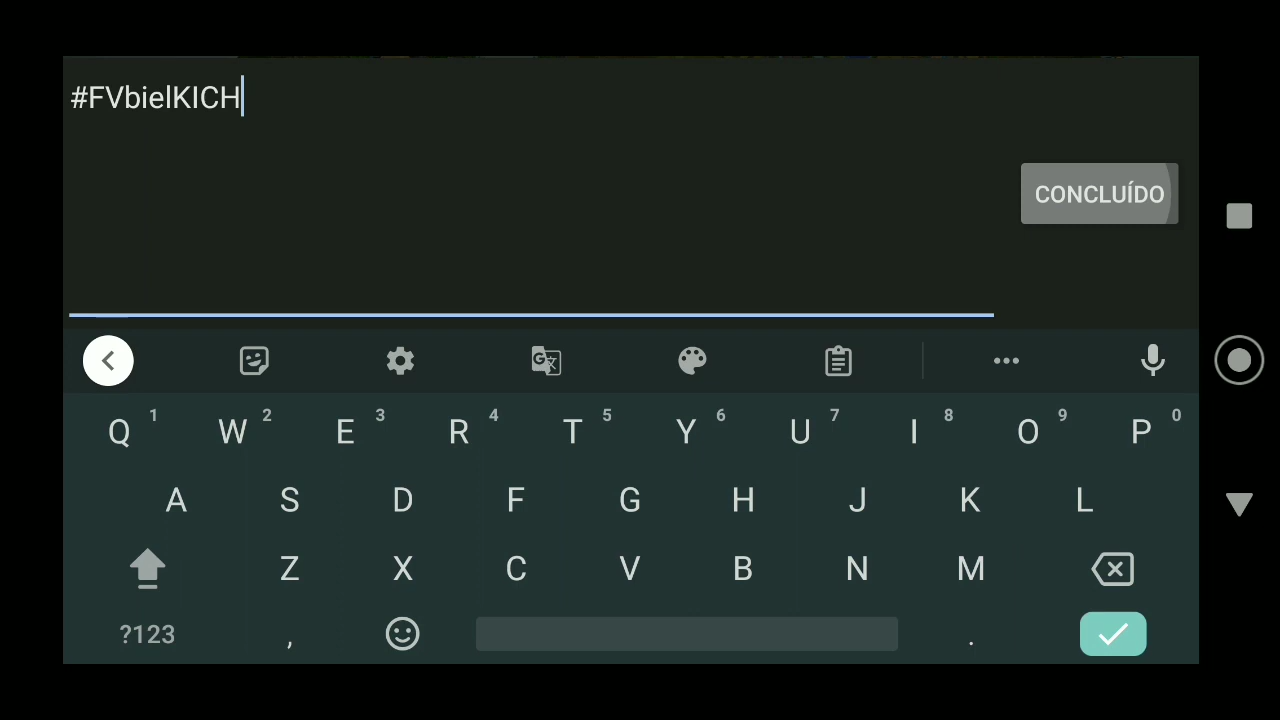 #FVbielKICH
CONCLUÍDO
Q 1 W 2 E 3 R 4 T 5 Y 6 U 7 I 8 O 9 P 0
A S D F G H J K L
Z X C V B N M
?123 , .